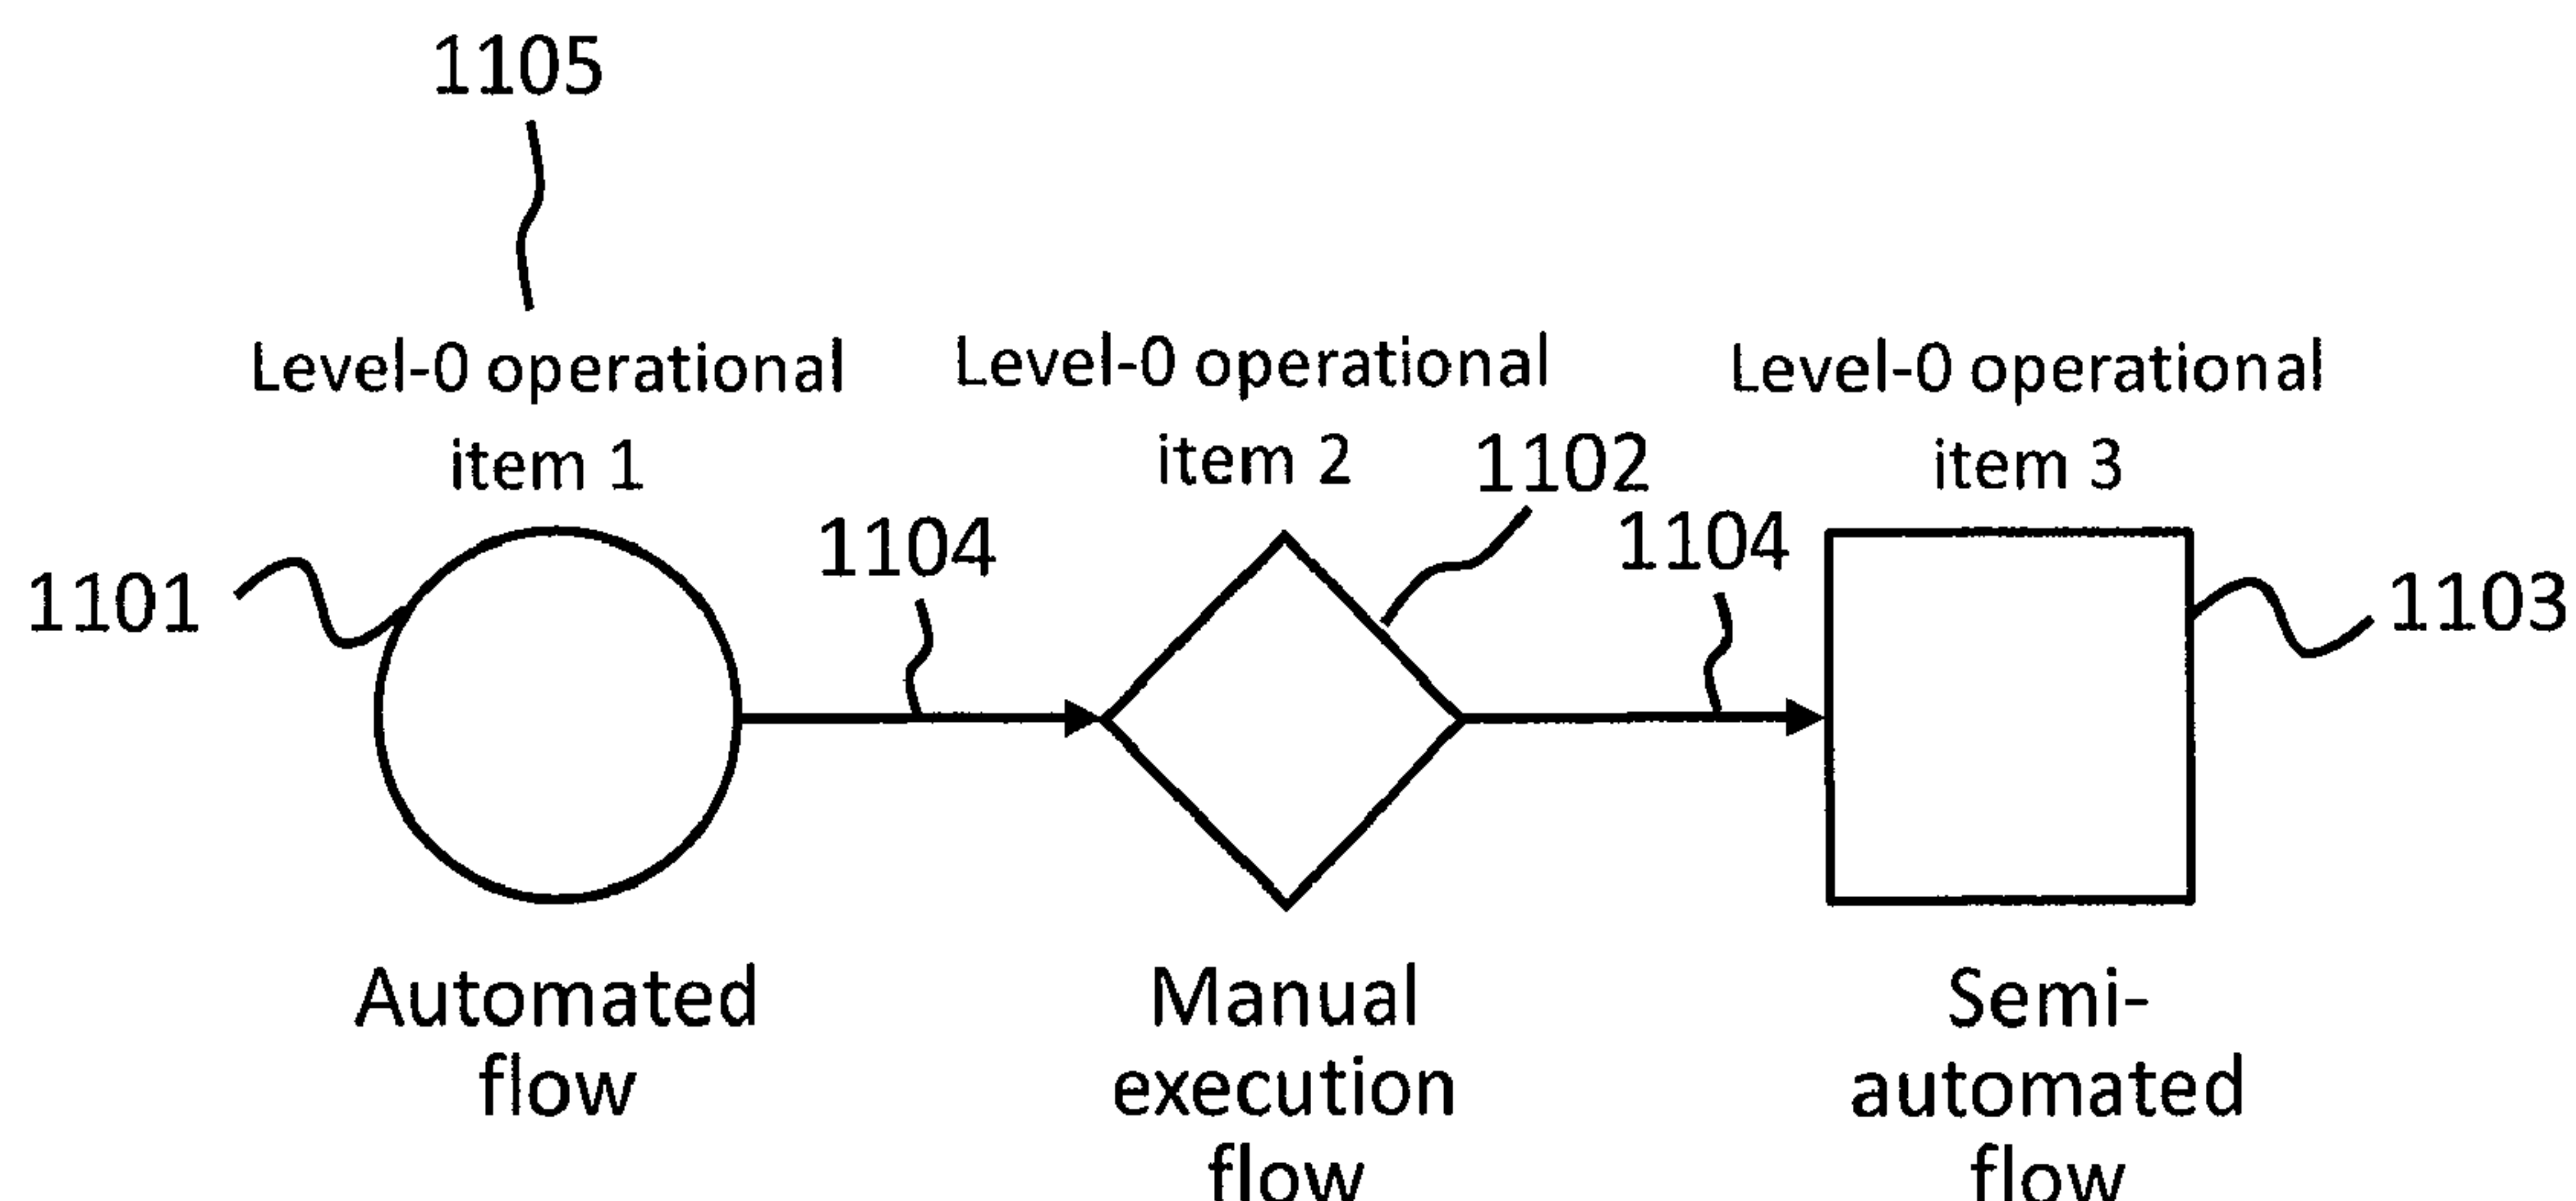 1105
Level-0 operational
item 1
Level-0 operational
item 2
Level-0 operational
item 3
1101
1104
1102
1104
1103
Automated
flow
Manual
execution
flow
Semi-
automated
flow